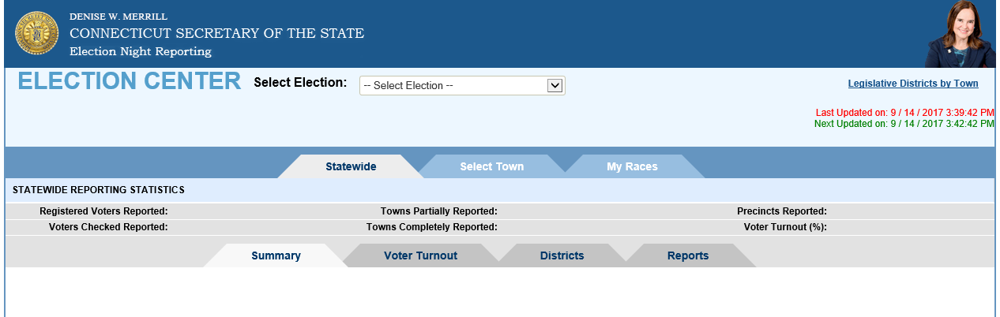 DENISE W. MERRILL
CONNECTICUT SECRETARY OF THE STATE
Election Night Reporting
ELECTION CENTER Select Election: -- Select Election --
Legislative Districts by Town
Last Updated on: 9 / 14 / 2017 3:39:42 PM
Next Updated on: 9 / 14 / 2017 3:42:42 PM
Statewide Select Town My Races
STATEWIDE REPORTING STATISTICS
Registered Voters Reported: Towns Partially Reported: Precincts Reported:
Voters Checked Reported: Towns Completely Reported: Voter Turnout (%):
Summary Voter Turnout Districts Reports